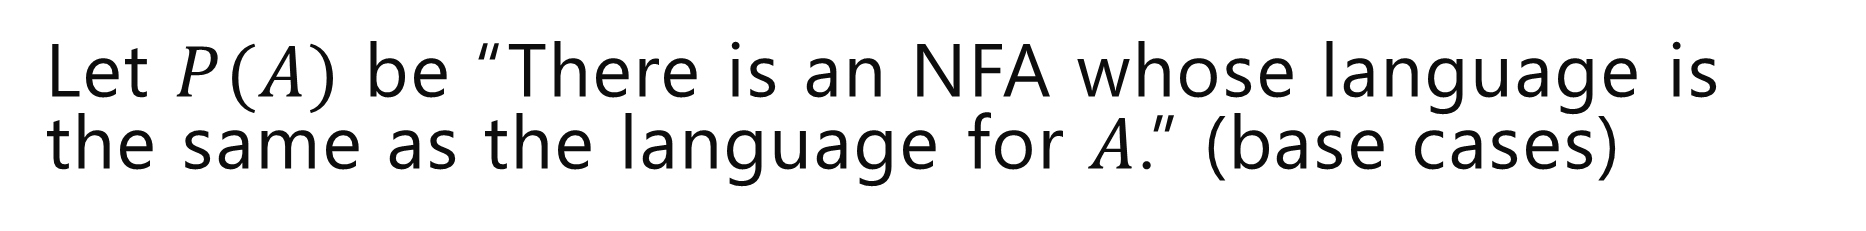 Let P(A) be “There is an NFA whose language is
the same as the language for A.” (base cases)